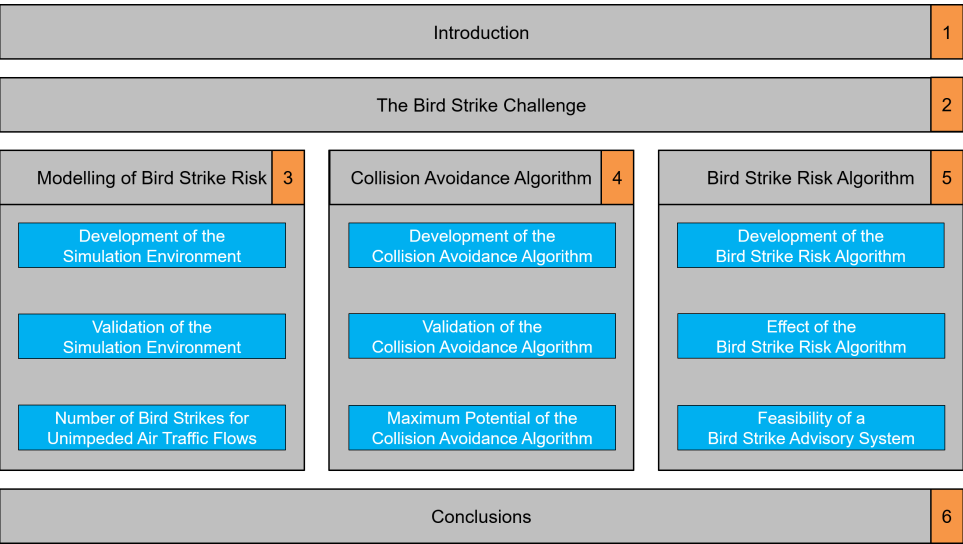 Introduction
1
The Bird Strike Challenge
2
Modelling of Bird Strike Risk
3
Development of the
Simulation Environment
Validation of the
Simulation Environment
Number of Bird Strikes for
Unimpeded Air Traffic Flows
Collision Avoidance Algorithm
4
Development of the
Collision Avoidance Algorithm
Validation of the
Collision Avoidance Algorithm
Maximum Potential of the
Collision Avoidance Algorithm
Bird Strike Risk Algorithm
5
Development of the
Bird Strike Risk Algorithm
Effect of the
Bird Strike Risk Algorithm
Feasibility of a
Bird Strike Advisory System
Conclusions
6